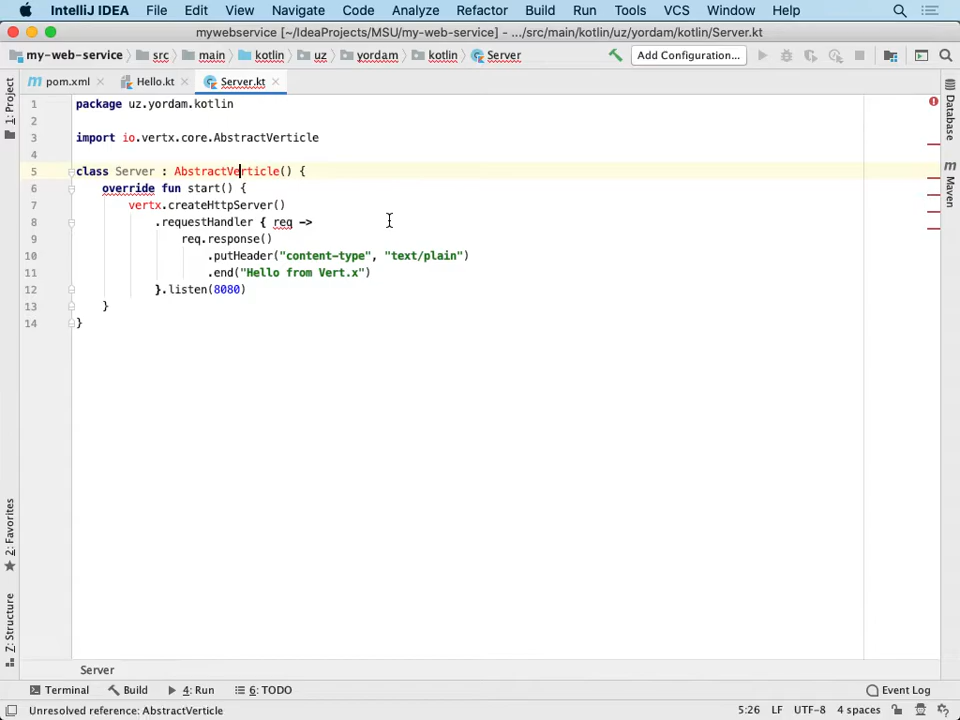 IntelliJ IDEA File Edit View Navigate Code Analyze Refactor Build Run Tools VCS Window Help
mywebservice [~/IdeaProjects/MSU/my-web-service] - .../src/main/kotlin/uz/yordam/kotlin/Server.kt
my-web-service src main kotlin uz yordam kotlin Server Add Configuration...
pom.xml Hello.kt Server.kt
1: Project
Database
Maven
2: Favorites
Z: Structure
1 package uz.yordam.kotlin
2
3 import io.vertx.core.AbstractVerticle
4
5 class Server : AbstractVerticle() {
6 override fun start() {
7 vertx.createHttpServer()
8 .requestHandler { req ->
9 req.response()
10 .putHeader("content-type", "text/plain")
11 .end("Hello from Vert.x")
12 }.listen(8080)
13 }
14 }
Server
Terminal Build 4: Run 6: TODO Event Log
Unresolved reference: AbstractVerticle 5:26 LF UTF-8 4 spaces